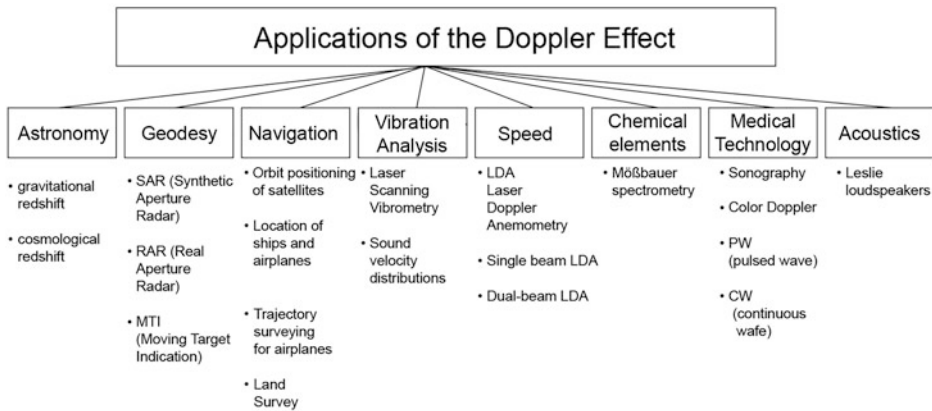 Applications of the Doppler Effect
Astronomy
• gravitational
redshift
• cosmological
redshift
Geodesy
• SAR (Synthetic
Aperture
Radar)
• RAR (Real
Aperture
Radar)
• MTI
(Moving Target
Indication)
Navigation
• Orbit positioning
of satellites
• Location of
ships and
airplanes
• Trajectory
surveying
for airplanes
• Land
Survey
Vibration
Analysis
• Laser
Scanning
Vibrometry
• Sound
velocity
distributions
Speed
• LDA
Laser
Doppler
Anemometry
• Single beam LDA
• Dual-beam LDA
Chemical
elements
• Mößbauer
spectrometry
Medical
Technology
• Sonography
• Color Doppler
• PW
(pulsed wave)
• CW
(continuous
wafe)
Acoustics
• Leslie
loudspeakers